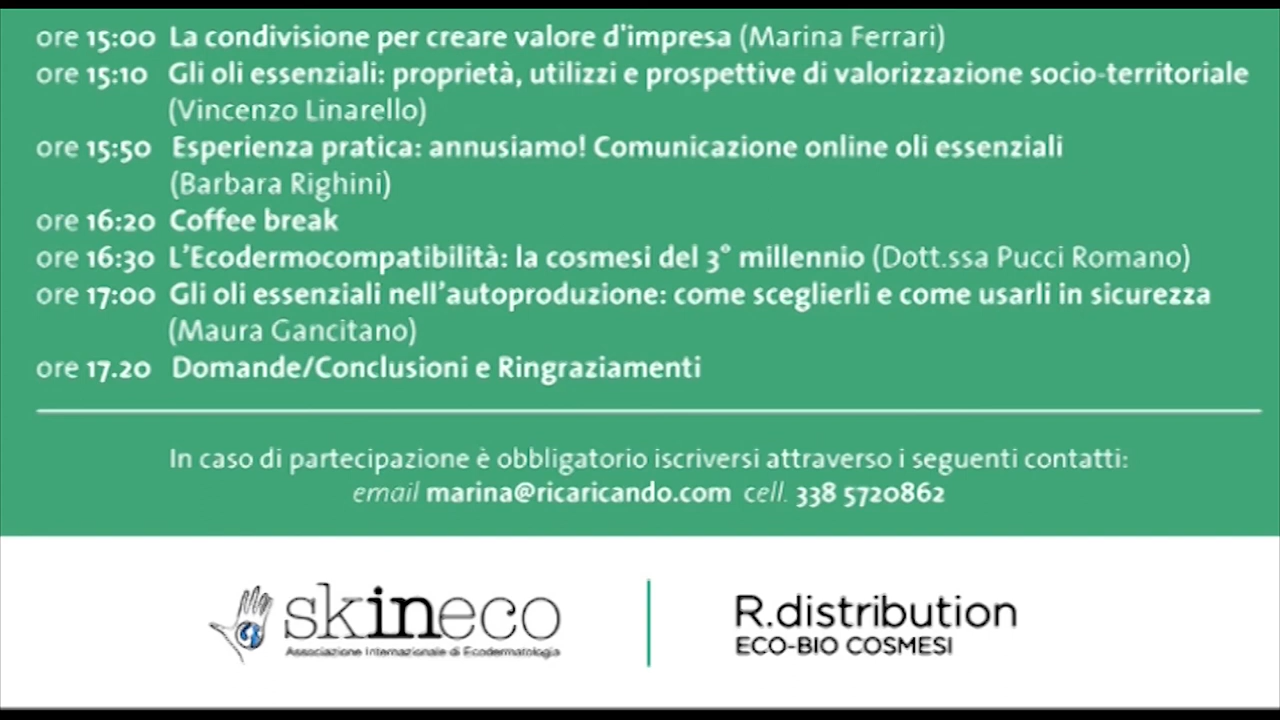 ore 15:00 La condivisione per creare valore d'impresa (Marina Ferrari)
ore 15:10 Gli oli essenziali: proprietà, utilizzi e prospettive di valorizzazione socio-territoriale
(Vincenzo Linarello)
ore 15:50 Esperienza pratica: annusiamo! Comunicazione online oli essenziali
(Barbara Righini)
ore 16:20 Coffee break
ore 16:30 L’Ecodermocompatibilità: la cosmesi del 3° millennio (Dott.ssa Pucci Romano)
ore 17:00 Gli oli essenziali nell’autoproduzione: come sceglierli e come usarli in sicurezza
(Maura Gancitano)
ore 17.20 Domande/Conclusioni e Ringraziamenti
In caso di partecipazione è obbligatorio iscriversi attraverso i seguenti contatti:
email marina@ricaricando.com cell. 338 5720862
skineco
Associazione Internazionale di Ecodermatologia
R.distribution
ECO-BIO COSMESI